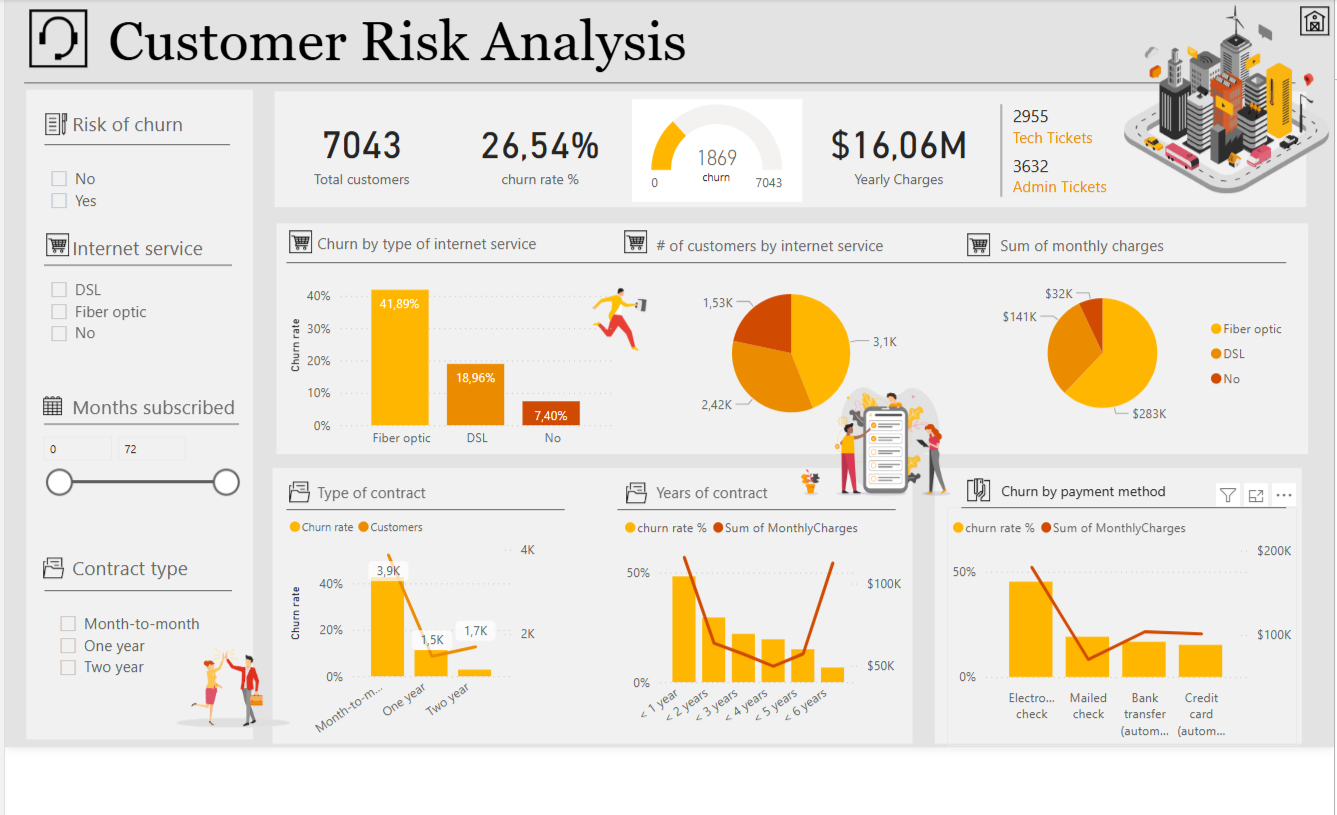 Customer Risk Analysis
Risk of churn
No
Yes
Internet service
DSL
Fiber optic
No
Months subscribed
0
72
Contract type
Month-to-month
One year
Two year
7043
Total customers
26,54%
churn rate %
1869
churn
0
7043
$16,06M
Yearly Charges
2955
Tech Tickets
3632
Admin Tickets
Churn by type of internet service
Churn rate
40%
30%
20%
10%
0%
41,89%
18,96%
7,40%
Fiber optic
DSL
No
# of customers by internet service
1,53K
3,1K
2,42K
Sum of monthly charges
$32K
$141K
$283K
Fiber optic
DSL
No
Type of contract
Churn rate
Customers
Churn rate
40%
20%
0%
4K
2K
3,9K
1,5K
1,7K
Month-to-m...
One year
Two year
Years of contract
churn rate %
Sum of MonthlyCharges
50%
0%
$100K
$50K
< 1 year
< 2 years
< 3 years
< 4 years
< 5 years
< 6 years
Churn by payment method
churn rate %
Sum of MonthlyCharges
50%
0%
$200K
$100K
Electro...
check
Mailed
check
Bank
transfer
(autom...
Credit
card
(autom...